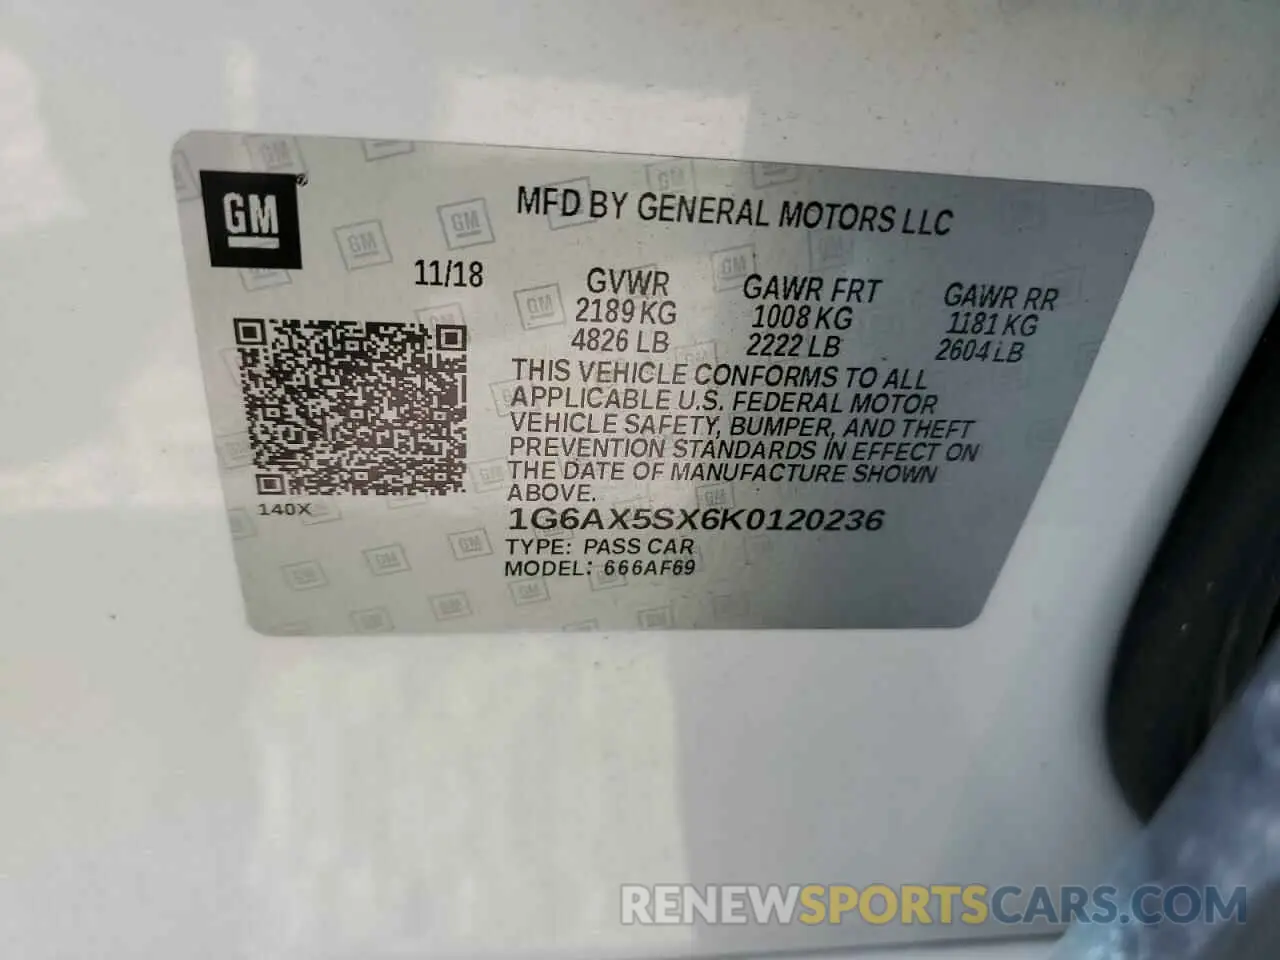 GM®
MFD BY GENERAL MOTORS LLC
11/18
GVWR GAWR FRT GAWR RR
2189 KG 1008 KG 1181 KG
4826 LB 2222 LB 2604 LB
THIS VEHICLE CONFORMS TO ALL
APPLICABLE U.S. FEDERAL MOTOR
VEHICLE SAFETY, BUMPER, AND THEFT
PREVENTION STANDARDS IN EFFECT ON
THE DATE OF MANUFACTURE SHOWN
ABOVE.
140X
1G6AX5SX6K0120236
TYPE: PASS CAR
MODEL: 666AF69
RENEWSPORTSCARS.COM